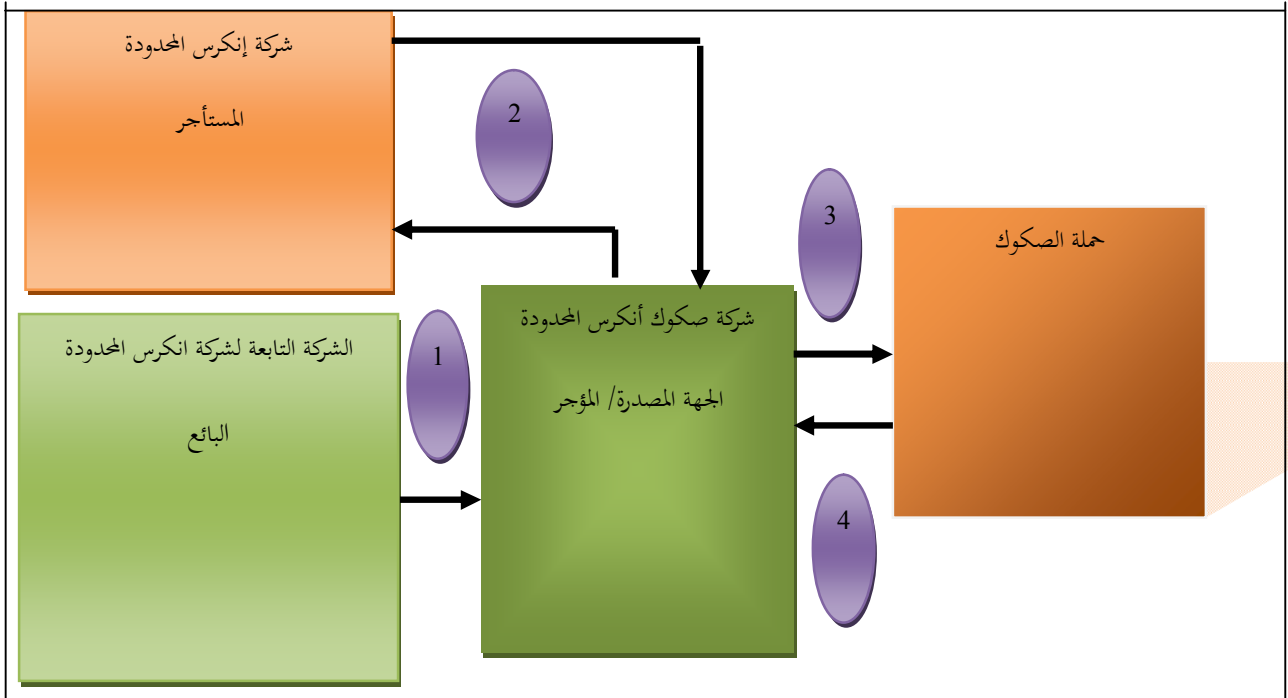 شركة إنكرس المحدودة
المستأجر
2
3
حملة الصكوك
شركة صكوك أنكرس المحدودة
الجهة المصدرة/ المؤجر
1
الشركة التابعة لشركة انكرس المحدودة
البائع
4